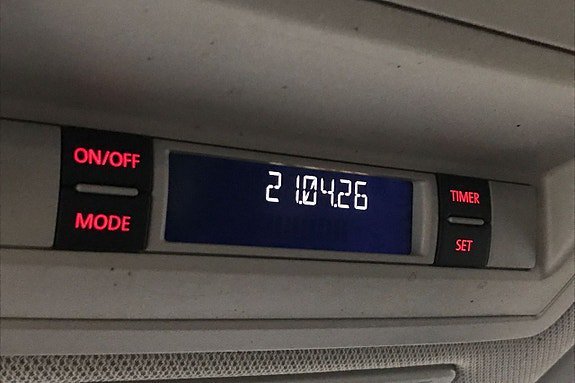 ON/OFF
MODE
21.04.26
TIMER
SET